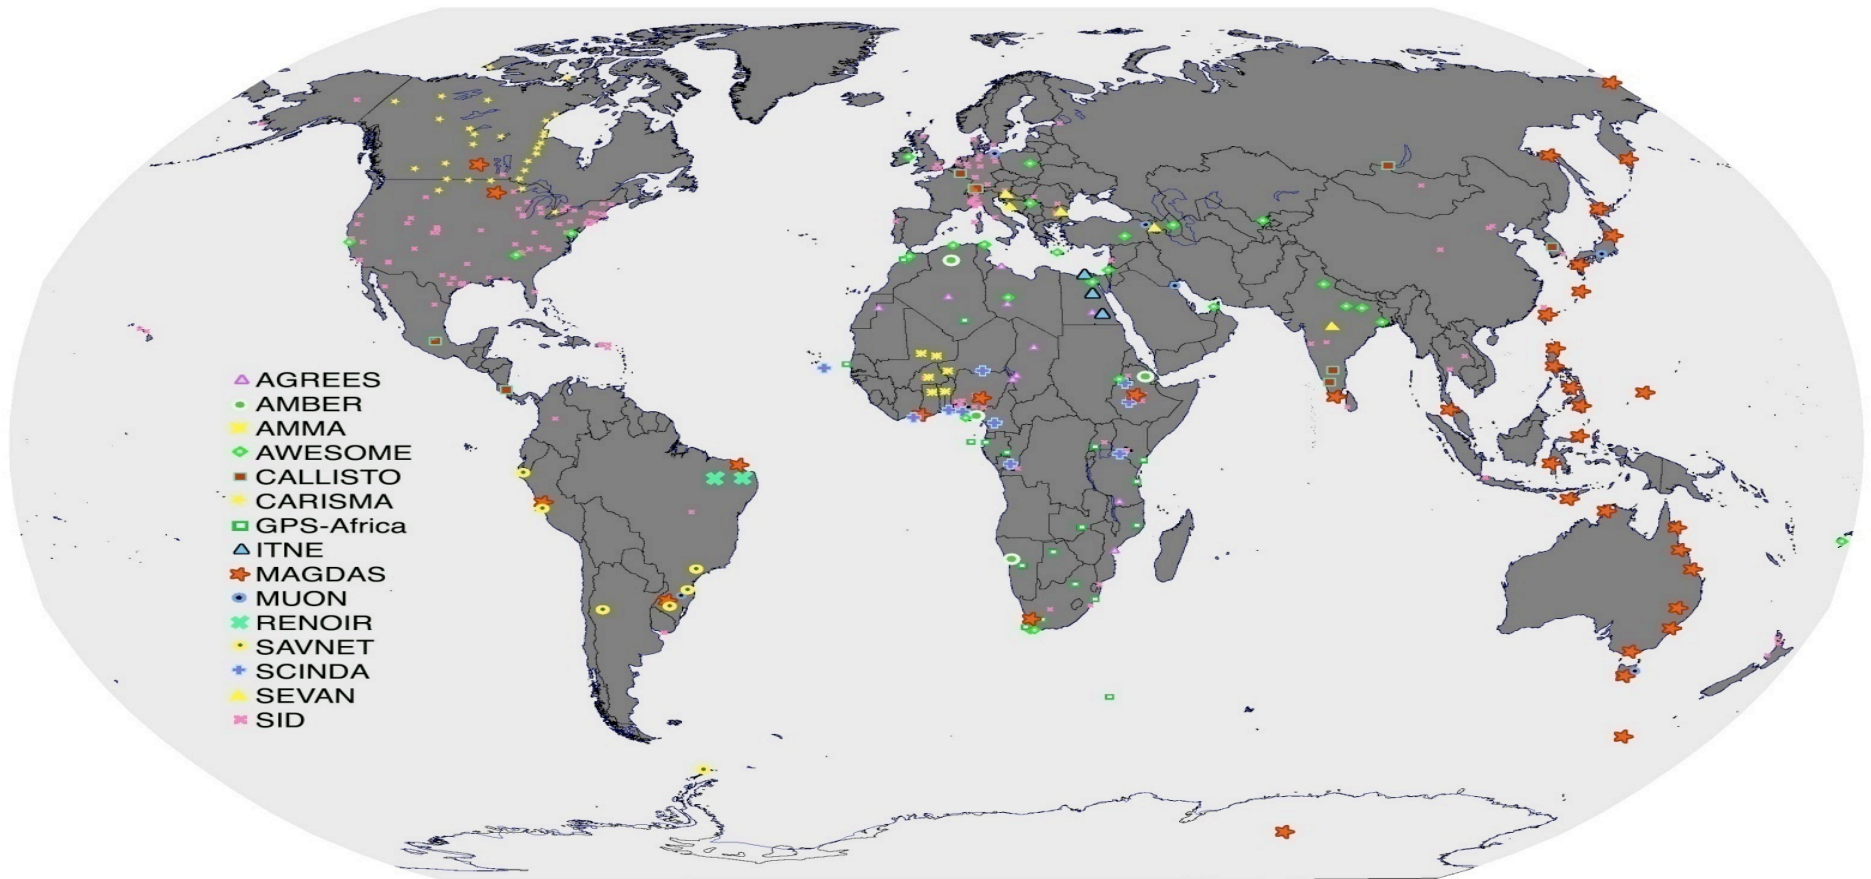 AGREES
AMBER
AMMA
AWESOME
CALLISTO
CARISMA
GPS-Africa
ITNE
MAGDAS
MUON
RENOIR
SAVNET
SCINDA
SEVAN
SID